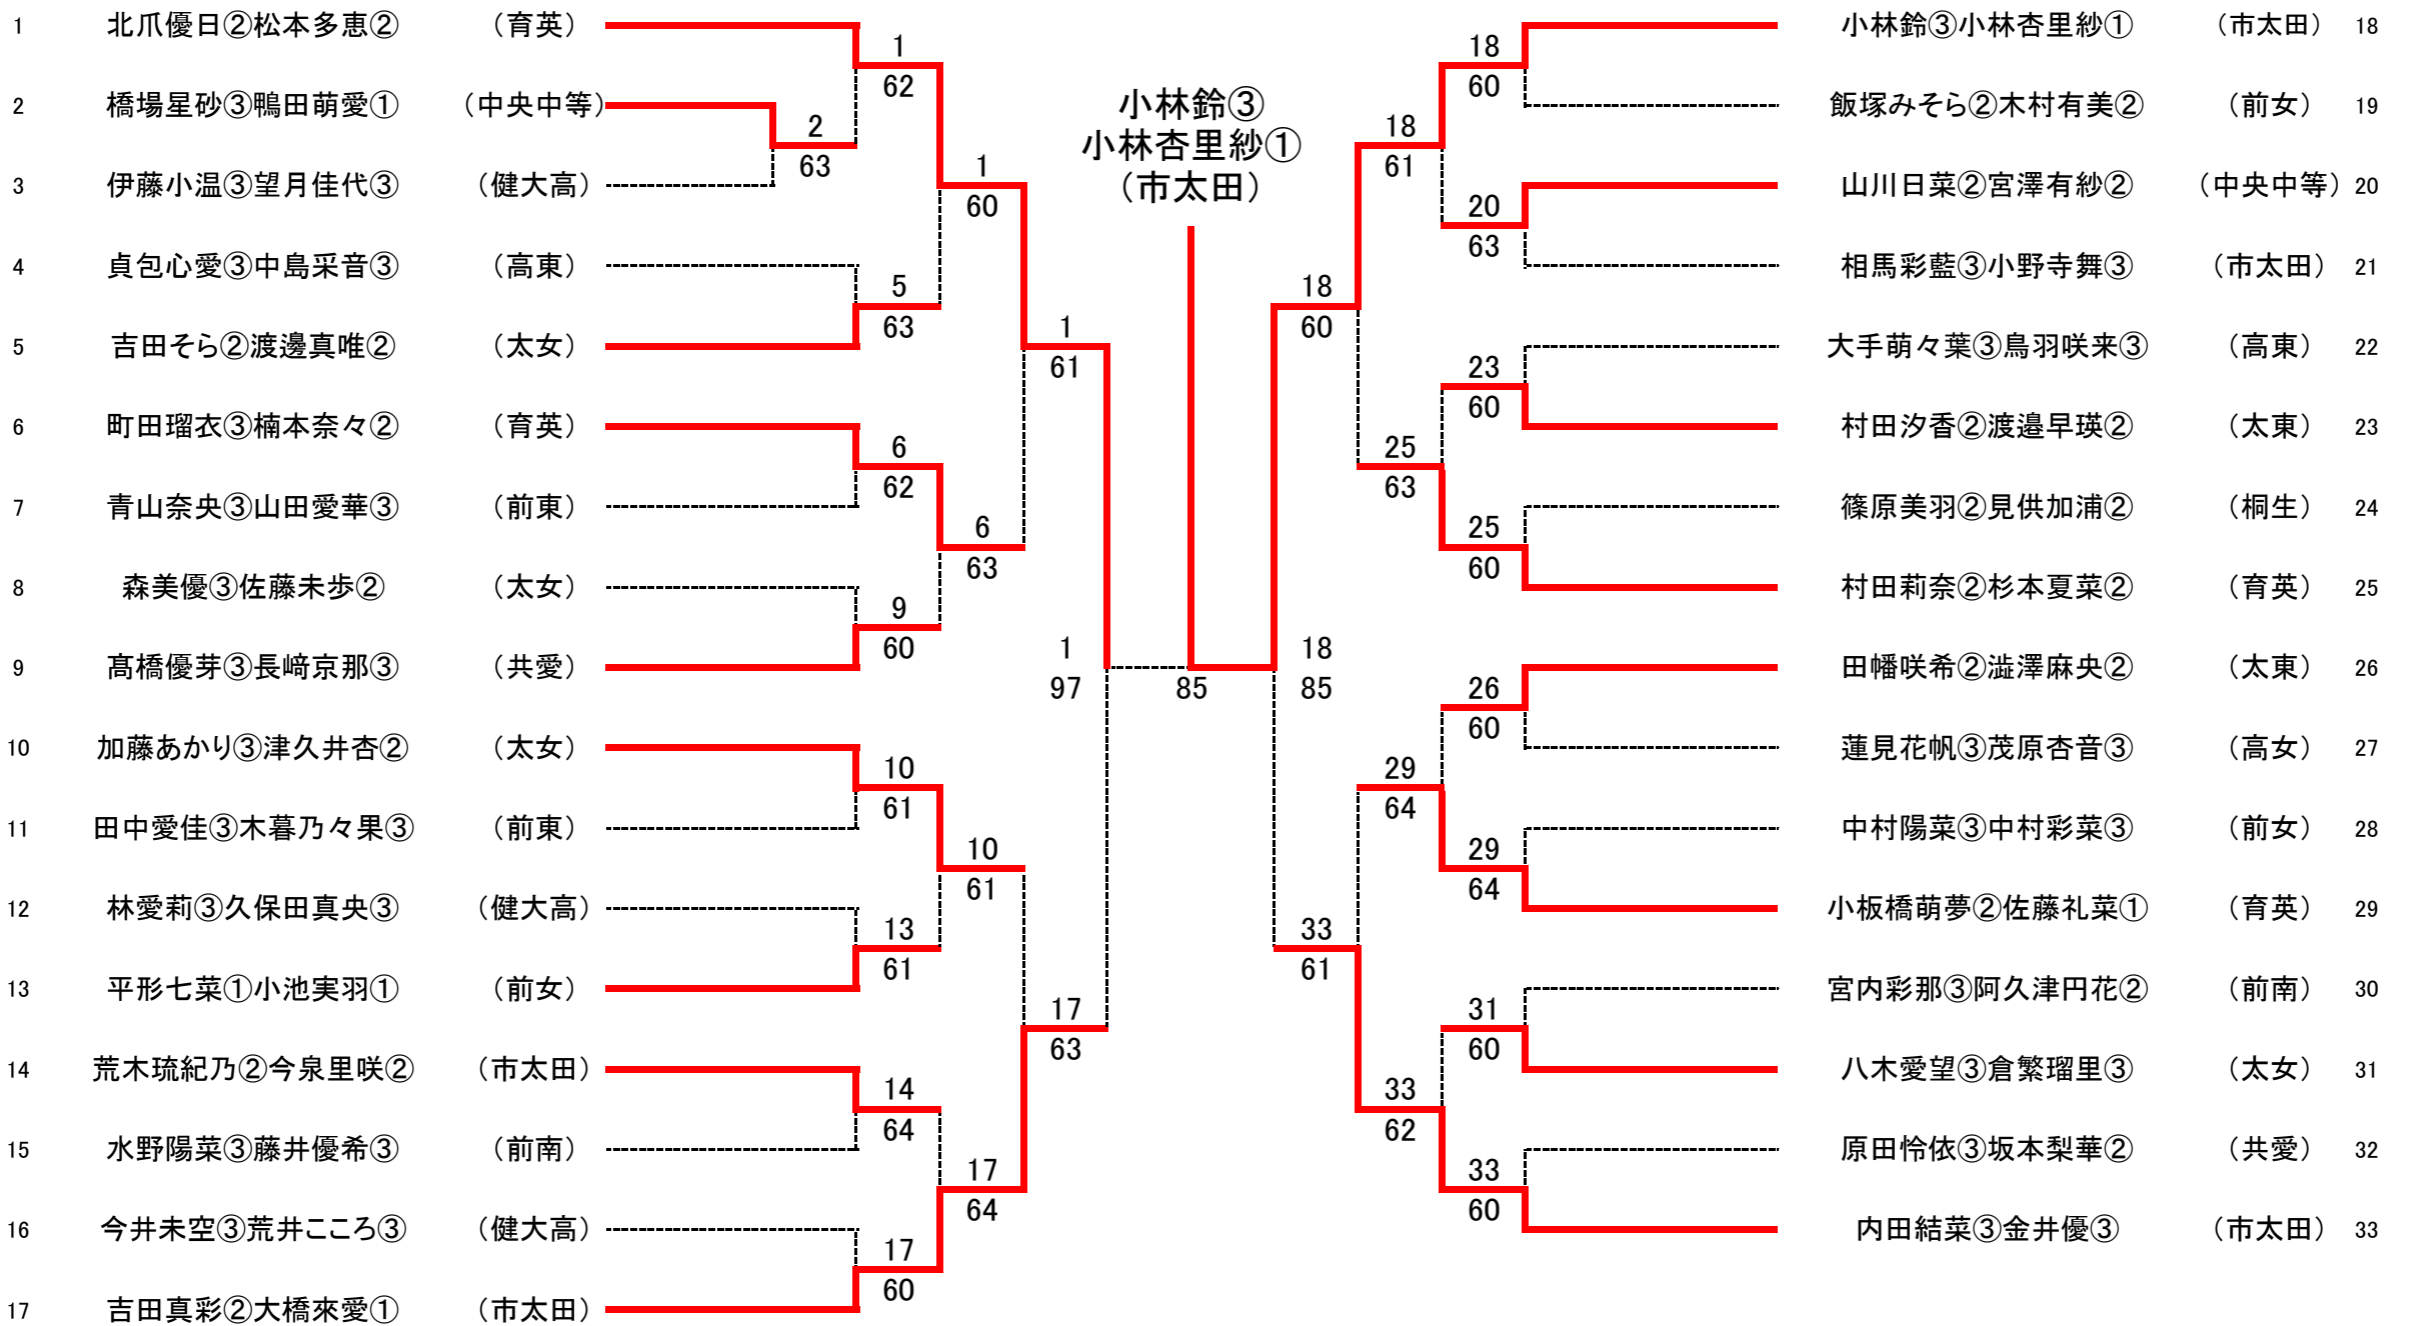 1 北爪優日②松本多恵② （育英）
2 橋場星砂③鴨田萌愛① （中央中等）
3 伊藤小温③望月佳代③ （健大高）
4 貞包心愛③中島采音③ （高東）
5 吉田そら②渡邊真唯② （太女）
6 町田瑠衣③楠本奈々② （育英）
7 青山奈央③山田愛華③ （前東）
8 森美優③佐藤未歩② （太女）
9 髙橋優芽③長﨑京那③ （共愛）
10 加藤あかり③津久井杏② （太女）
11 田中愛佳③木暮乃々果③ （前東）
12 林愛莉③久保田真央③ （健大高）
13 平形七菜①小池実羽① （前女）
14 荒木琉紀乃②今泉里咲② （市太田）
15 水野陽菜③藤井優希③ （前南）
16 今井未空③荒井こころ③ （健大高）
17 吉田真彩②大橋來愛① （市太田）
2
63
1
62
5
63
6
62
9
60
10
61
13
61
14
64
17
60
1
60
6
63
10
61
17
64
1
61
17
63
1
97
小林鈴③
小林杏里紗①
（市太田）
85
18
85
18
60
33
61
18
61
25
63
29
64
33
62
18
60
20
63
23
60
25
60
26
60
29
64
31
60
33
60
小林鈴③小林杏里紗① （市太田） 18
飯塚みそら②木村有美② （前女） 19
山川日菜②宮澤有紗② （中央中等） 20
相馬彩藍③小野寺舞③ （市太田） 21
大手萌々葉③鳥羽咲来③ （高東） 22
村田汐香②渡邉早瑛② （太東） 23
篠原美羽②見供加浦② （桐生） 24
村田莉奈②杉本夏菜② （育英） 25
田幡咲希②澁澤麻央② （太東） 26
蓮見花帆③茂原杏音③ （高女） 27
中村陽菜③中村彩菜③ （前女） 28
小板橋萌夢②佐藤礼菜① （育英） 29
宮内彩那③阿久津円花② （前南） 30
八木愛望③倉繁瑠里③ （太女） 31
原田怜依③坂本梨華② （共愛） 32
内田結菜③金井優③ （市太田） 33